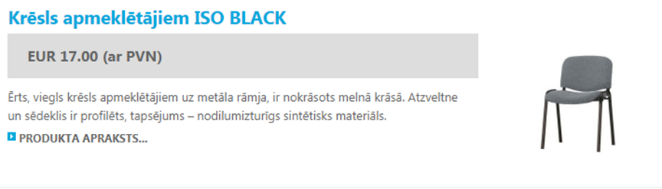 Krēsls apmeklētājiem ISO BLACK
EUR 17.00 (ar PVN)
Ērts, viegls krēsls apmeklētājiem uz metāla rāmja, ir nokrāsots melnā krāsā. Atzveltne
un sēdeklis ir profilēts, tapsējums – nodilumizturīgs sintētisks materiāls.
PRODUKTA APRAKSTS...